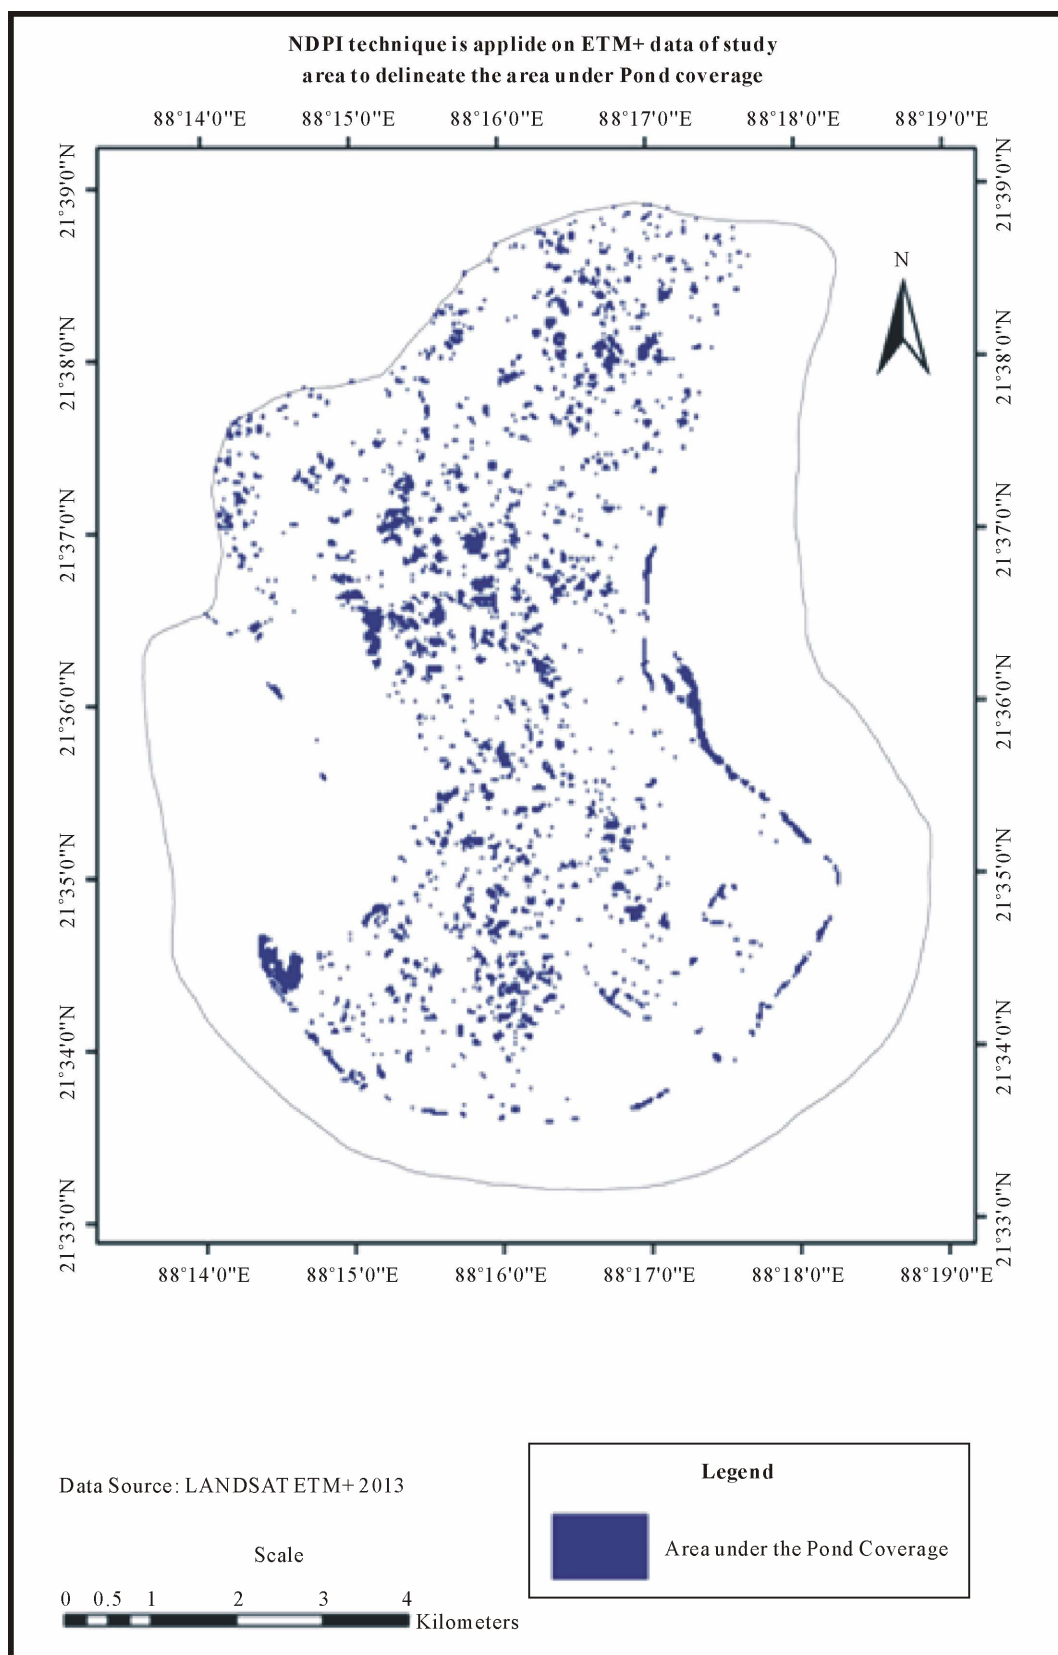 NDPI technique is applide on ETM+ data of study
area to delineate the area under Pond coverage
88°14'0"E 88°15'0"E 88°16'0"E 88°17'0"E 88°18'0"E 88°19'0"E
21°39'0"N 21°39'0"N
N
21°38'0"N 21°38'0"N
21°37'0"N 21°37'0"N
21°36'0"N 21°36'0"N
21°35'0"N 21°35'0"N
21°34'0"N 21°34'0"N
21°33'0"N 21°33'0"N
88°14'0"E 88°15'0"E 88°16'0"E 88°17'0"E 88°18'0"E 88°19'0"E
Legend
Data Source: LANDSAT ETM+ 2013
Area under the Pond Coverage
Scale
0 0.5 1 2 3 4
Kilometers